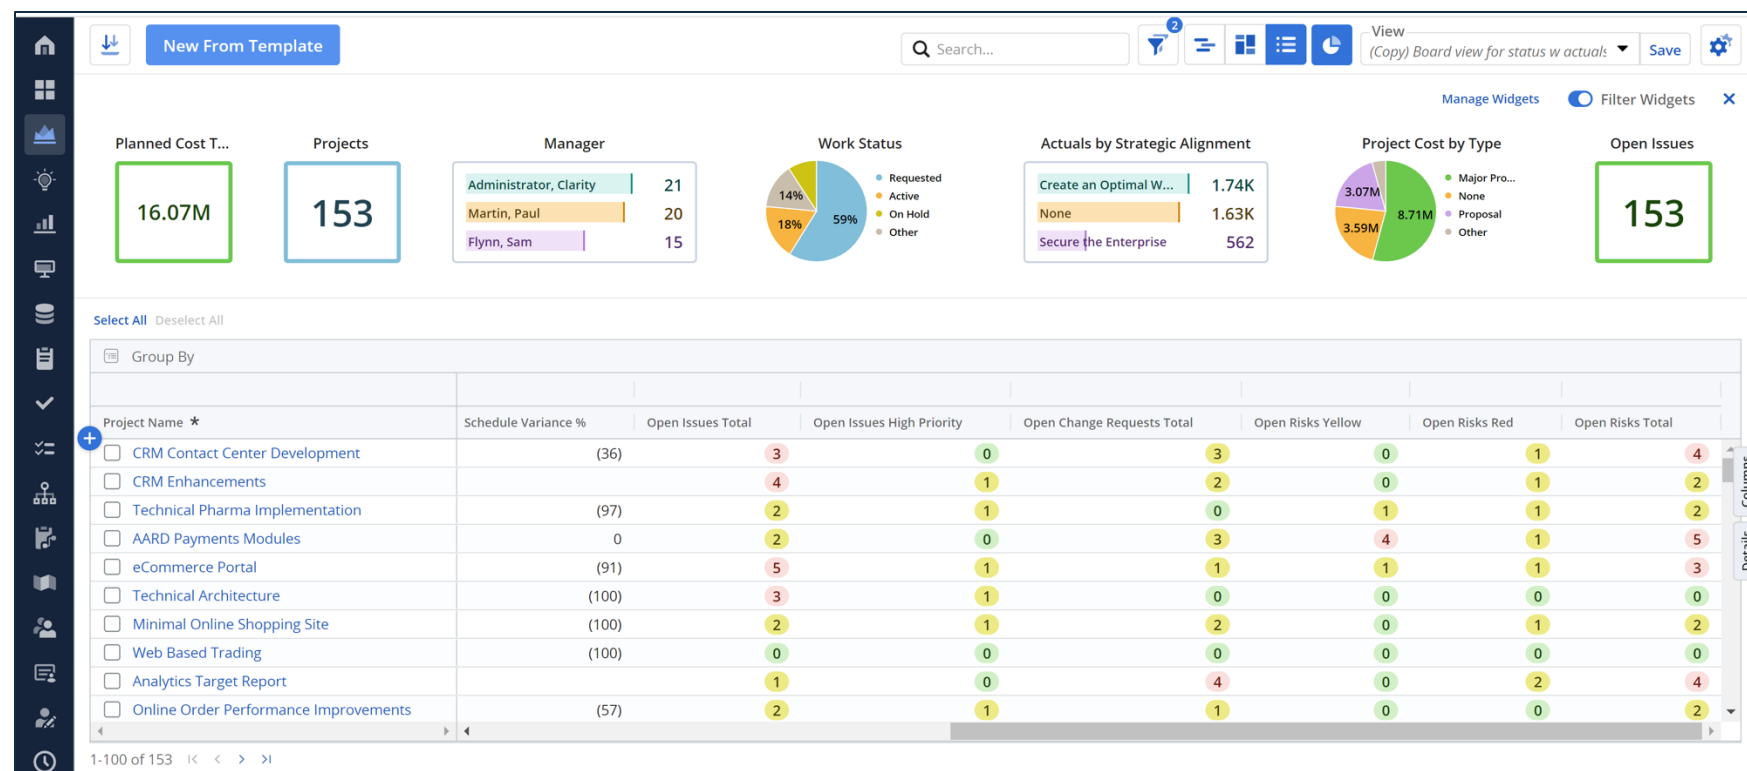 New From Template
Search...
2
View
(Copy) Board view for status w actuals
Save
Manage Widgets
Filter Widgets
Planned Cost T...
16.07M
Projects
153
Manager
Administrator, Clarity 21
Martin, Paul 20
Flynn, Sam 15
Work Status
14%
18%
59%
Requested
Active
On Hold
Other
Actuals by Strategic Alignment
Create an Optimal W... 1.74K
None 1.63K
Secure the Enterprise 562
Project Cost by Type
3.07M
8.71M
3.59M
Major Pro...
None
Proposal
Other
Open Issues
153
Select All Deselect All
Group By
Project Name * Schedule Variance % Open Issues Total Open Issues High Priority Open Change Requests Total Open Risks Yellow Open Risks Red Open Risks Total
CRM Contact Center Development (36) 3 0 3 0 1 4
CRM Enhancements 4 1 2 0 1 2
Technical Pharma Implementation (97) 2 1 0 1 1 2
AARD Payments Modules 0 2 0 3 4 1 5
eCommerce Portal (91) 5 1 1 1 1 3
Technical Architecture (100) 3 1 0 0 0 0
Minimal Online Shopping Site (100) 2 1 2 0 1 2
Web Based Trading (100) 0 0 0 0 0 0
Analytics Target Report 1 0 4 0 2 4
Online Order Performance Improvements (57) 2 1 1 0 0 2
Columns
Details
1-100 of 153